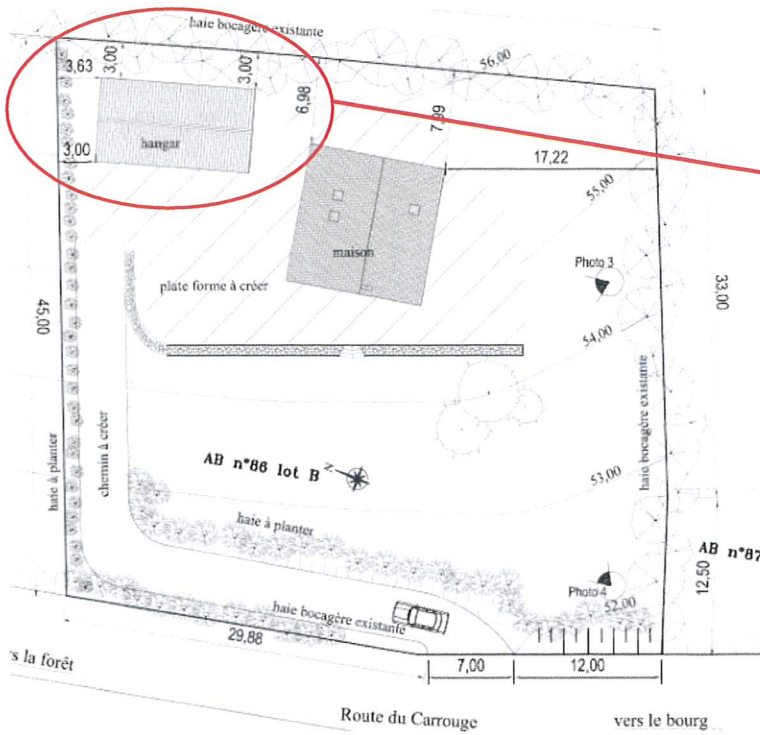 haie bocagère existante
56,00
3,63
3,00
3,00
6,98
7,99
hangar
3,00
17,22
55,00
maison
Photo 3
plate forme à créer
33,00
45,00
54,00
haie bocagère existante
chemin à créer
haie à planter
AB n°86 lot B
N
53,00
haie à planter
AB n°87
12,50
Photo 4
52,00
haie bocagère existante
29,88
7,00
12,00
rs la forêt
Route du Carrouge
vers le bourg